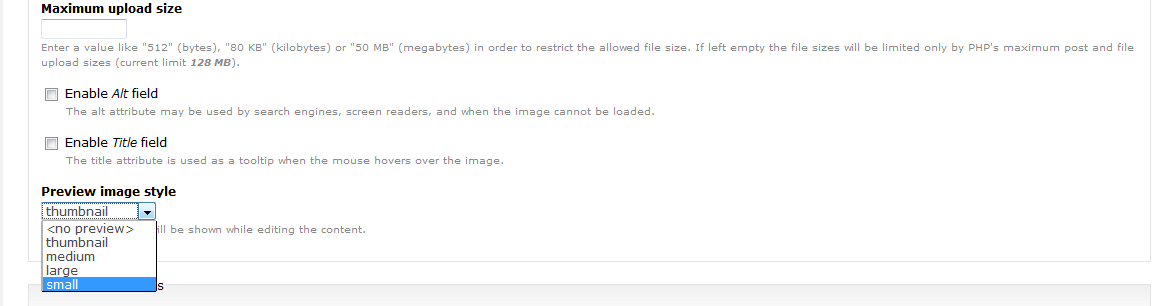 Maximum upload size
Enter a value like "512" (bytes), "80 KB" (kilobytes) or "50 MB" (megabytes) in order to restrict the allowed file size. If left empty the file sizes will be limited only by PHP's maximum post and file
upload sizes (current limit 128 MB).
Enable Alt field
The alt attribute may be used by search engines, screen readers, and when the image cannot be loaded.
Enable Title field
The title attribute is used as a tooltip when the mouse hovers over the image.
Preview image style
thumbnail
<no preview>
will be shown while editing the content.
thumbnail
medium
large
small
s